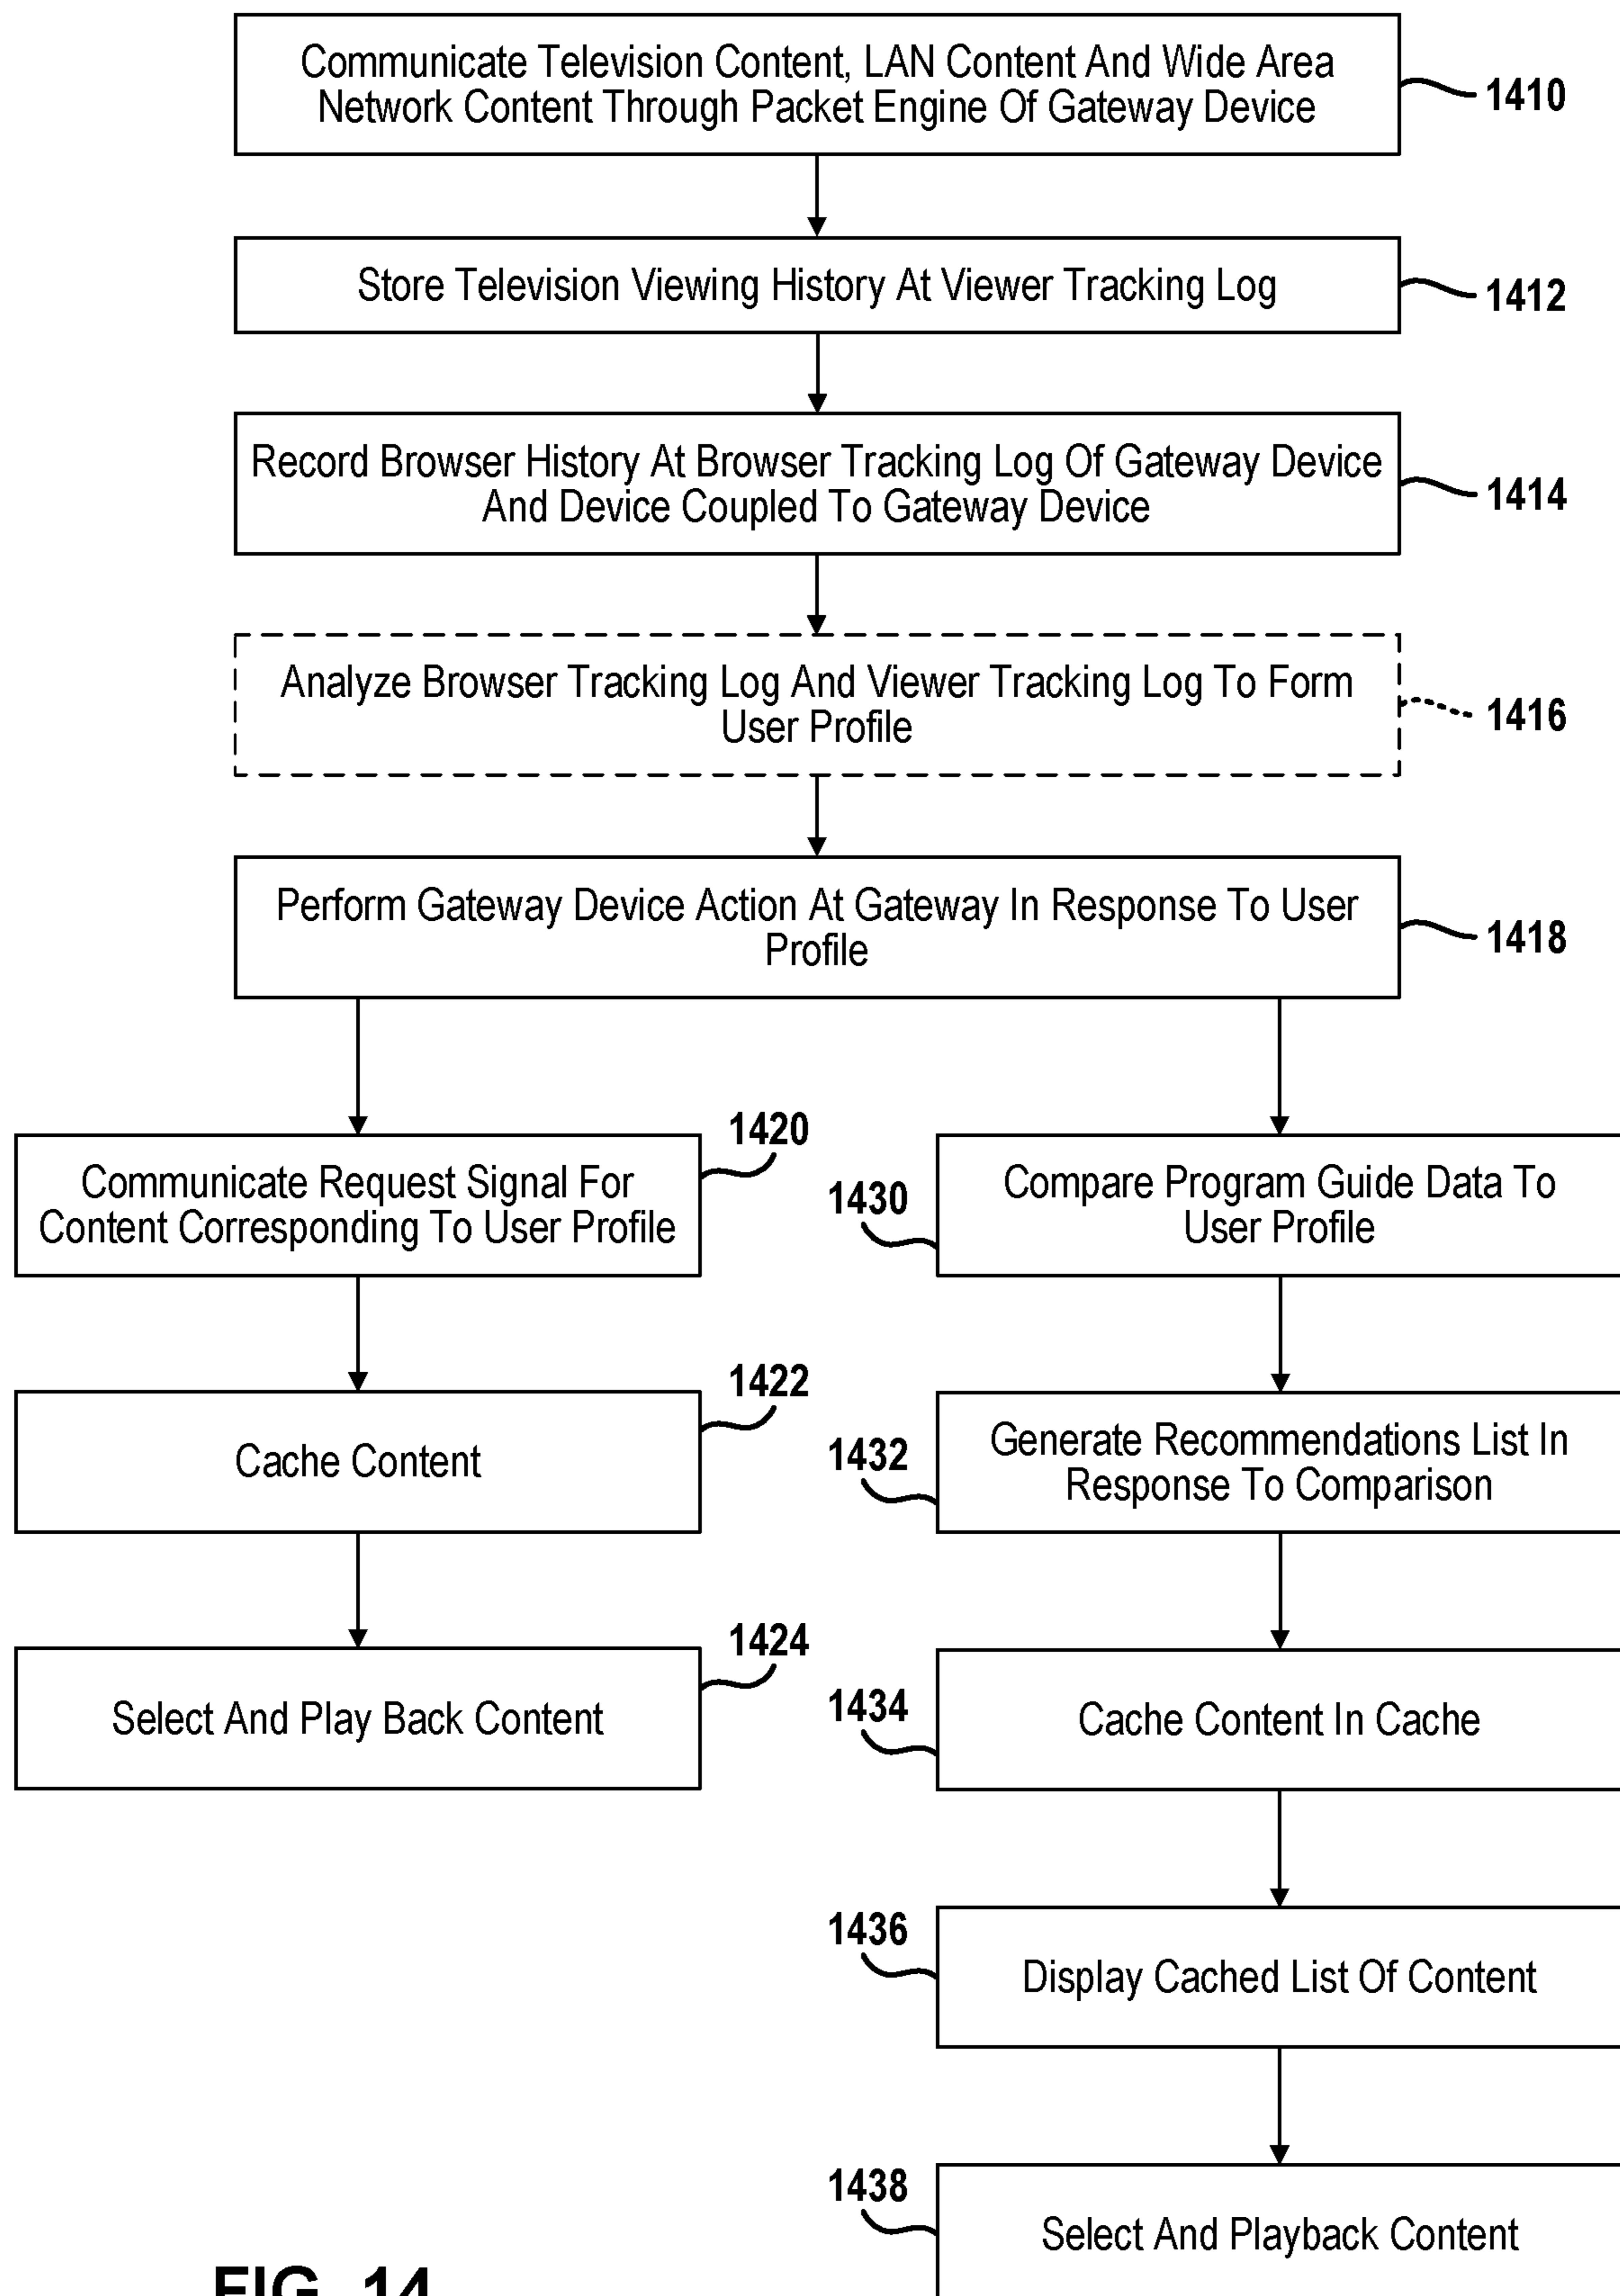 Communicate Television Content, LAN Content And Wide Area
Network Content Through Packet Engine Of Gateway Device
1410
Store Television Viewing History At Viewer Tracking Log
1412
Record Browser History At Browser Tracking Log Of Gateway Device
And Device Coupled To Gateway Device
1414
Analyze Browser Tracking Log And Viewer Tracking Log To Form
User Profile
1416
Perform Gateway Device Action At Gateway In Response To User
Profile
1418
1420
Communicate Request Signal For
Content Corresponding To User Profile
1422
Cache Content
1424
Select And Play Back Content
1430
Compare Program Guide Data To
User Profile
1432
Generate Recommendations List In
Response To Comparison
1434
Cache Content In Cache
1436
Display Cached List Of Content
1438
Select And Playback Content
FIG. 14